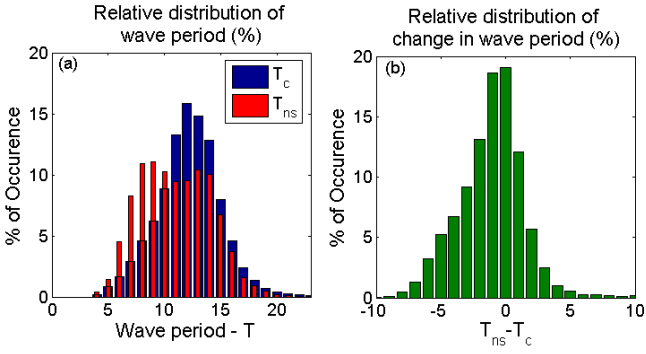 Relative distribution of
wave period (%)
(a)
T_c
T_ns
20
15
10
5
0
% of Occurence
0 5 10 15 20
Wave period - T
Relative distribution of
change in wave period (%)
(b)
20
15
10
5
0
% of Occurence
-10 -5 0 5 10
T_ns-T_c